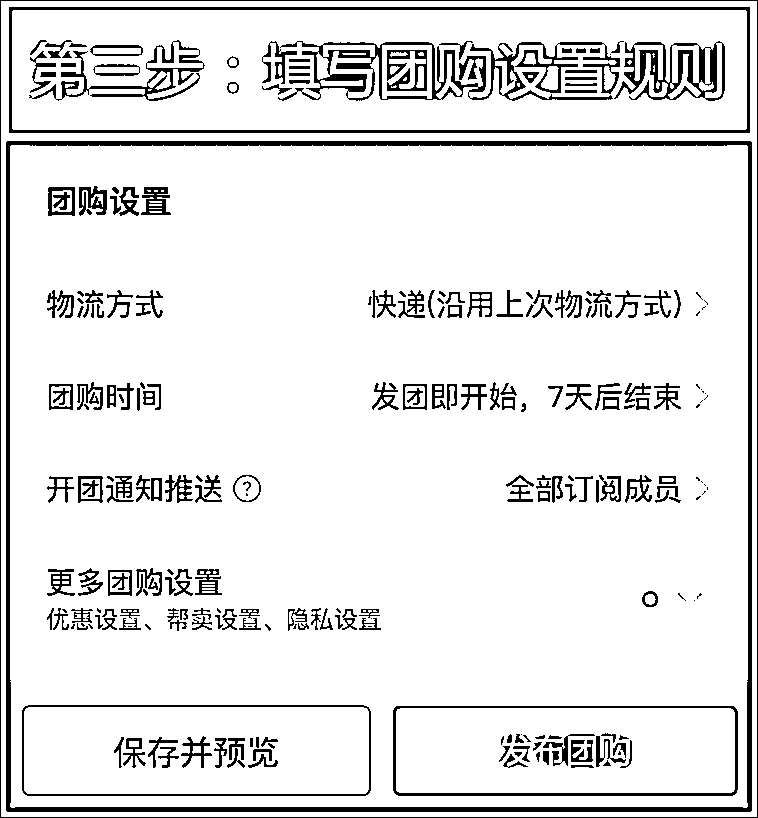 第三步：填写团购设置规则
团购设置
物流方式 快递(沿用上次物流方式)
团购时间 发团即开始，7天后结束
开团通知推送 ? 全部订阅成员
更多团购设置
优惠设置、帮卖设置、隐私设置
保存并预览 发布团购